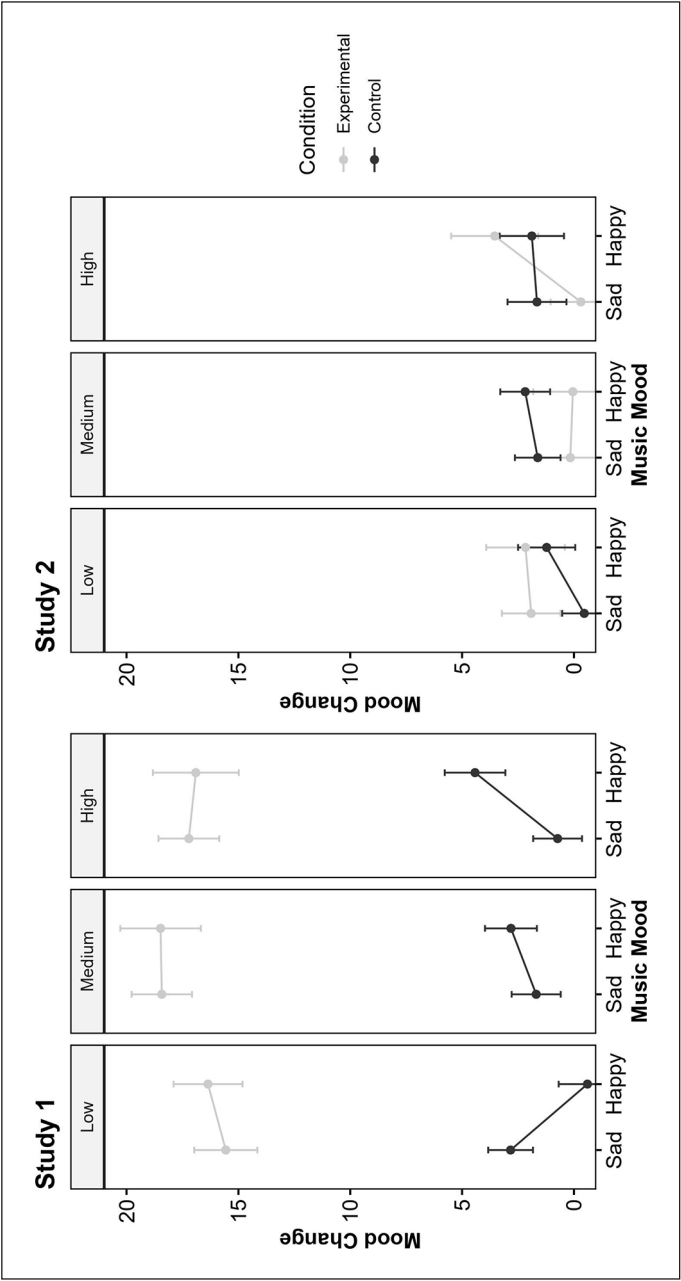 Study 1
Low
Medium
High
Mood Change
20
15
10
5
0
Sad Happy
Sad Happy
Sad Happy
Music Mood
Study 2
Low
Medium
High
Mood Change
20
15
10
5
0
Sad Happy
Sad Happy
Sad Happy
Music Mood
Condition
Experimental
Control